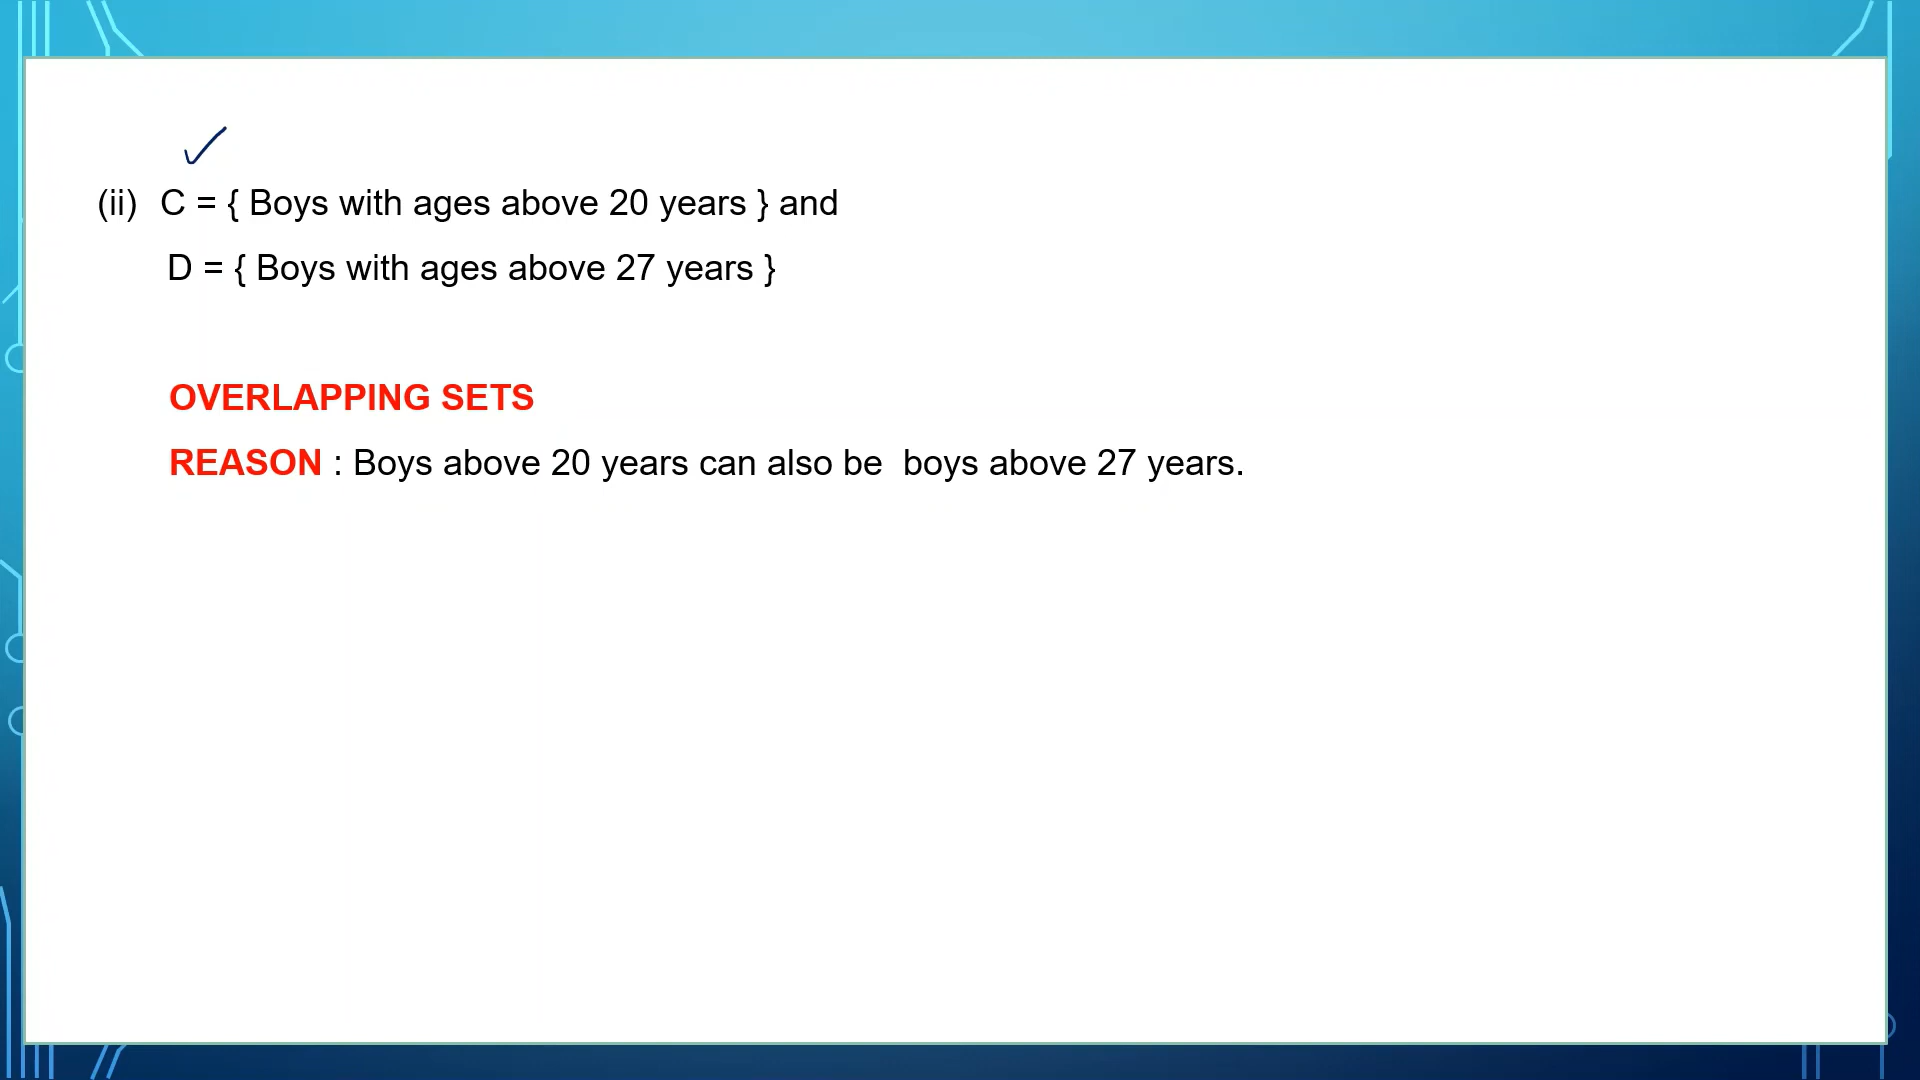 (ii) C = { Boys with ages above 20 years } and
D = { Boys with ages above 27 years }
OVERLAPPING SETS
REASON : Boys above 20 years can also be boys above 27 years.